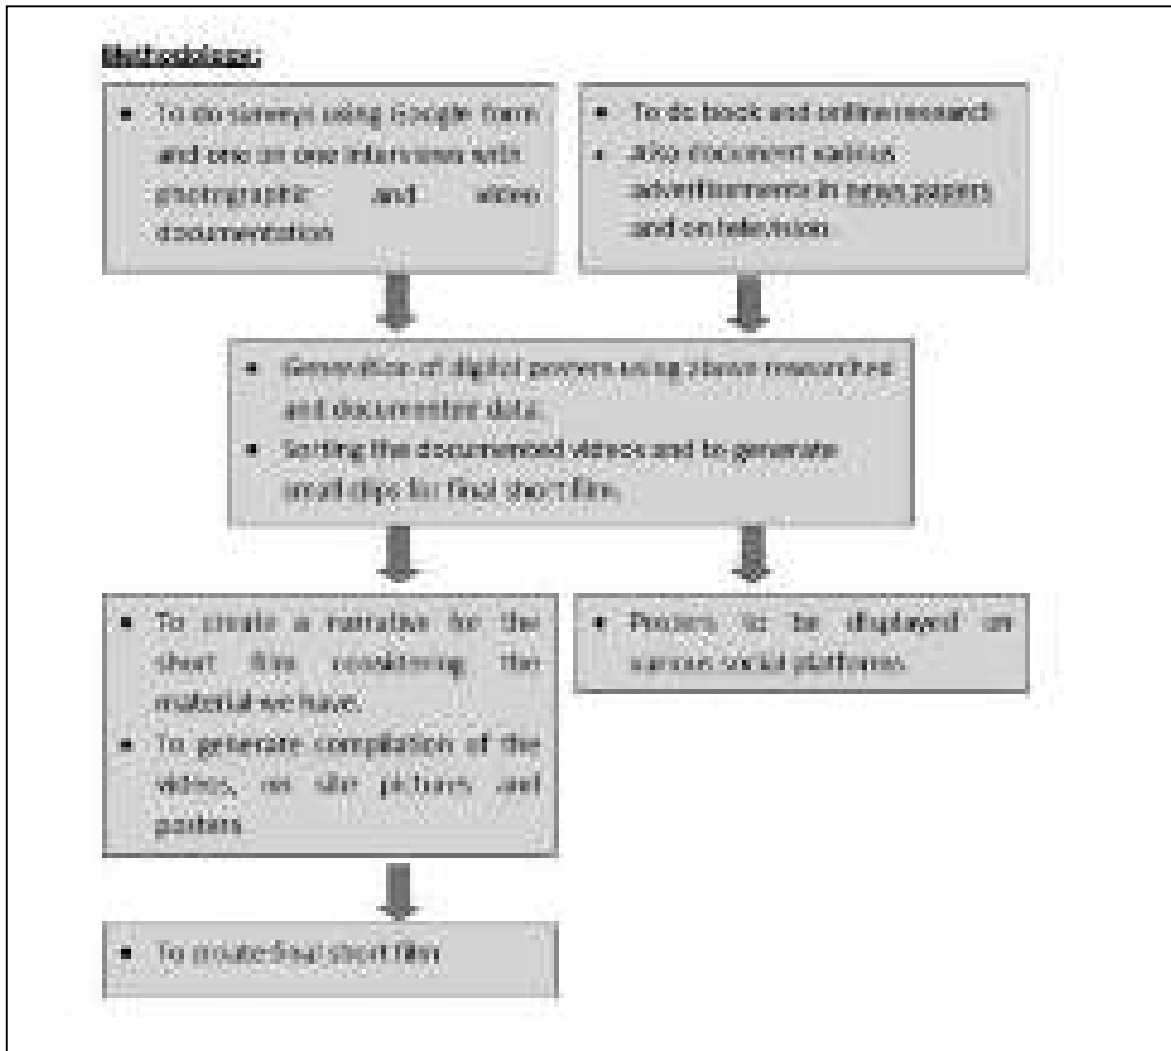 Methodology:
To do surveys using Google form
and one on one interviews with
photographic and video
documentation
To do book and online research
Also document various
advertisements in news papers
and on television
Generation of digital posters using above researched
and documented data.
Sorting the documented videos and to generate
small clips for final short film.
To create a narrative for the
short film considering the
material we have.
To generate compilation of the
videos, on site pictures and
posters
Posters to be displayed on
various social platforms
To create final short film